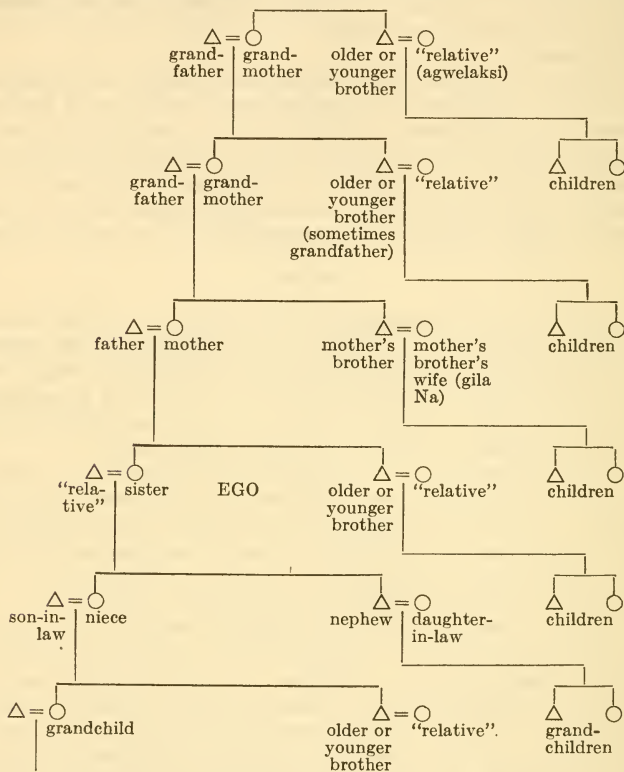 grand- grand- older or "relative"
father mother younger (agwelaksi)
brother
grand- grand- older or "relative" children
father mother younger
brother
(sometimes
grandfather)
father mother mother's mother's children
brother brother's
wife (gila
Na)
"rela- sister EGO older or "relative" children
tive" younger
brother
son-in- niece nephew daughter- children
law in-law
grandchild older or "relative". grand-
younger children
brother